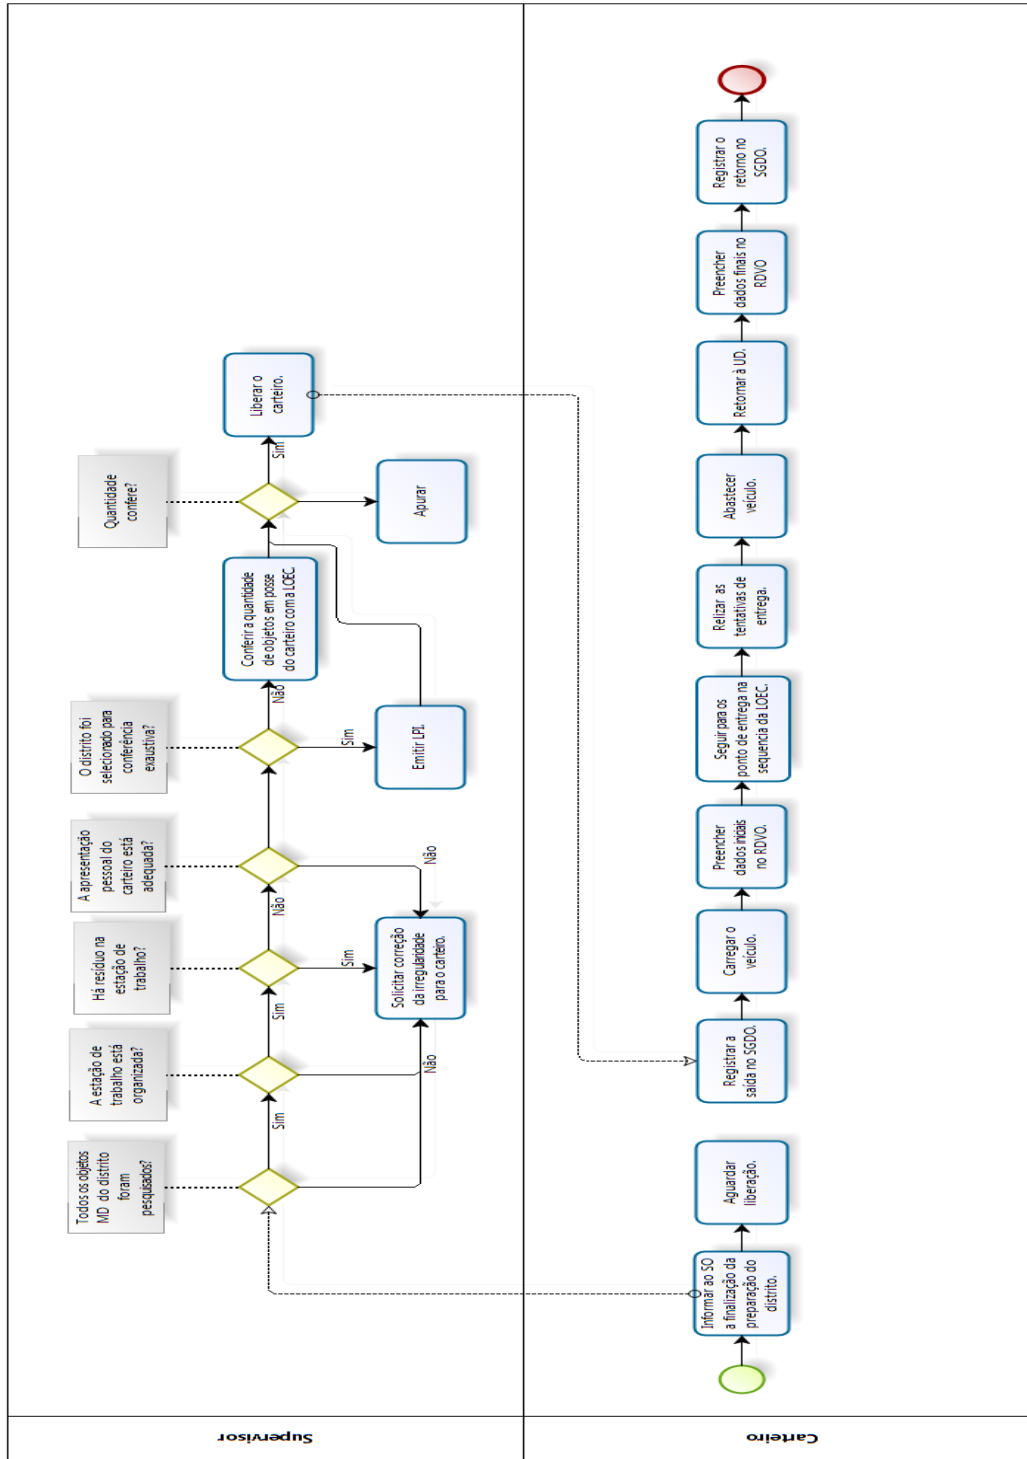 Supervisor
Todos os objetos
MD do distrito
foram
pesquisados?
Sim
A estação de
trabalho está
organizada?
Não
Sim
Há resíduo na
estação de
trabalho?
Sim
Não
A apresentação
pessoal do
carteiro está
adequada?
Não
Solicitar correção
da irregularidade
para o carteiro.
O distrito foi
selecionado para
conferência
exaustiva?
Sim
Não
Emitir LPI.
Conferir a quantidade
de objetos em posse
do carteiro com a LOEC.
Quantidade
confere?
Sim
Apurar
Liberar o
carteiro.
Carteiro
Informar ao SO
a finalização da
preparação do
distrito.
Aguardar
liberação.
Registrar a
saída no SGDO.
Carregar o
veículo.
Preencher
dados iniciais
no RDVO.
Seguir para os
ponto de entrega na
sequencia da LOEC.
Relizar as
tentativas de
entrega.
Abastecer
veículo.
Retornar à UD.
Preencher
dados finais no
RDVO
Registrar o
retorno no
SGDO.